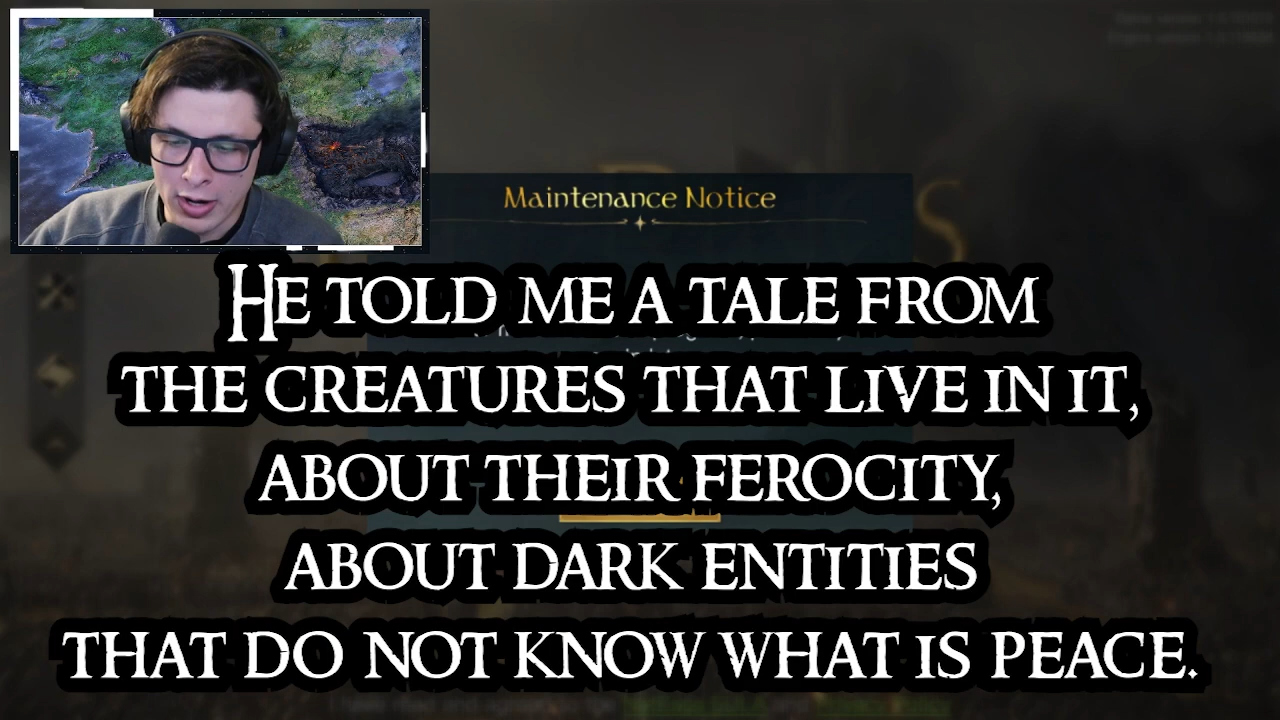 Maintenance Notice
HE TOLD ME A TALE FROM
THE CREATURES THAT LIVE IN IT,
ABOUT THEIR FEROCITY,
ABOUT DARK ENTITIES
THAT DO NOT KNOW WHAT IS PEACE.